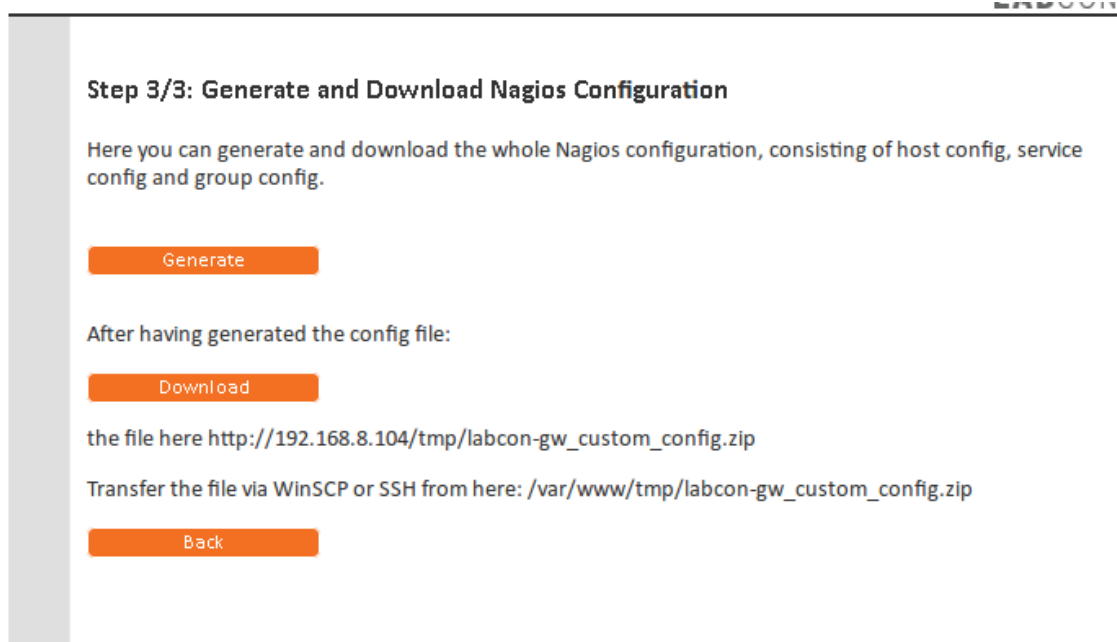 Step 3/3: Generate and Download Nagios Configuration
Here you can generate and download the whole Nagios configuration, consisting of host config, service
config and group config.
Generate
After having generated the config file:
Download
the file here http://192.168.8.104/tmp/labcon-gw_custom_config.zip
Transfer the file via WinSCP or SSH from here: /var/www/tmp/labcon-gw_custom_config.zip
Back